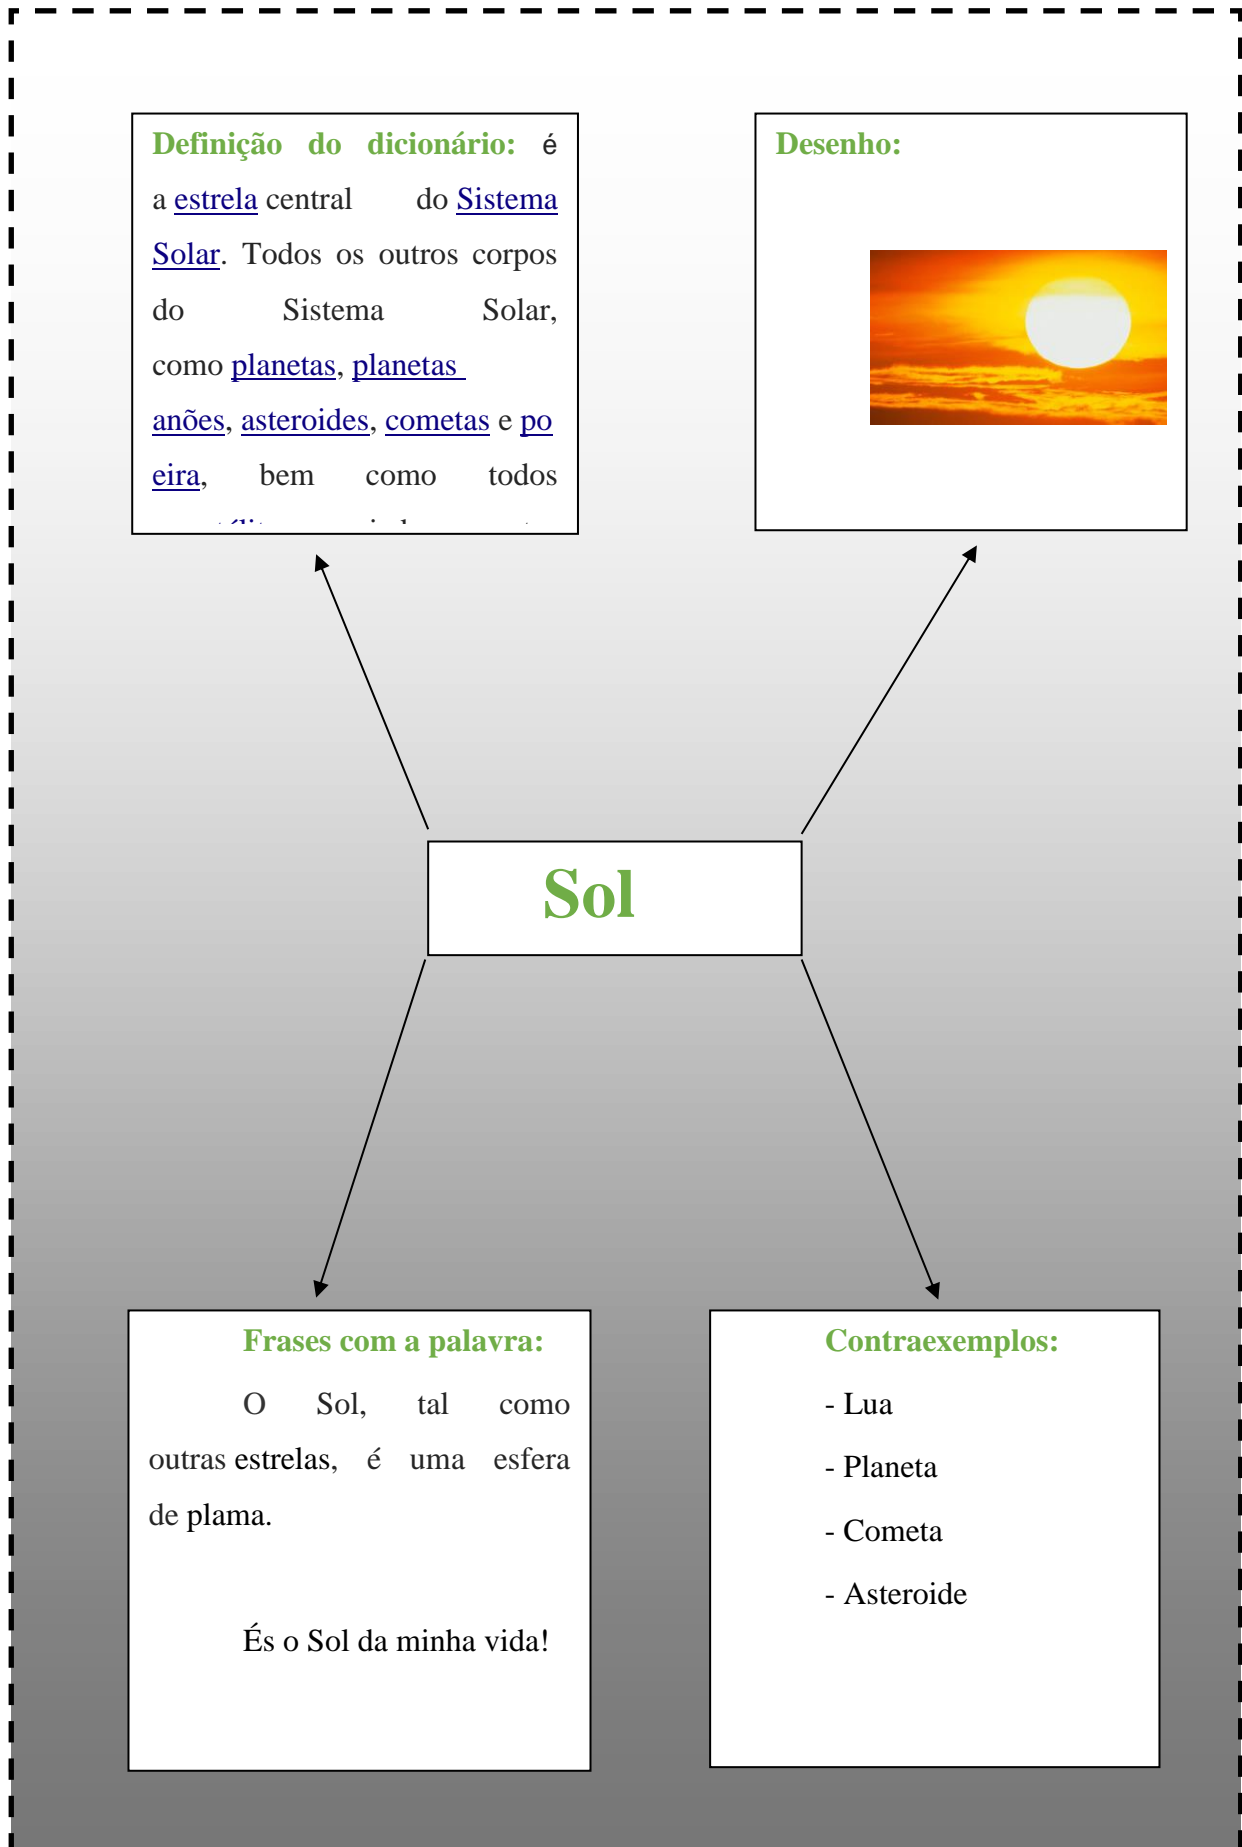 Definição do dicionário: é
a estrela central do Sistema
Solar. Todos os outros corpos
do Sistema Solar,
como planetas, planetas
anões, asteroides, cometas e po
eira, bem como todos
Desenho:
Sol
Frases com a palavra:
O Sol, tal como
outras estrelas, é uma esfera
de plama.
És o Sol da minha vida!
Contraexemplos:
- Lua
- Planeta
- Cometa
- Asteroide